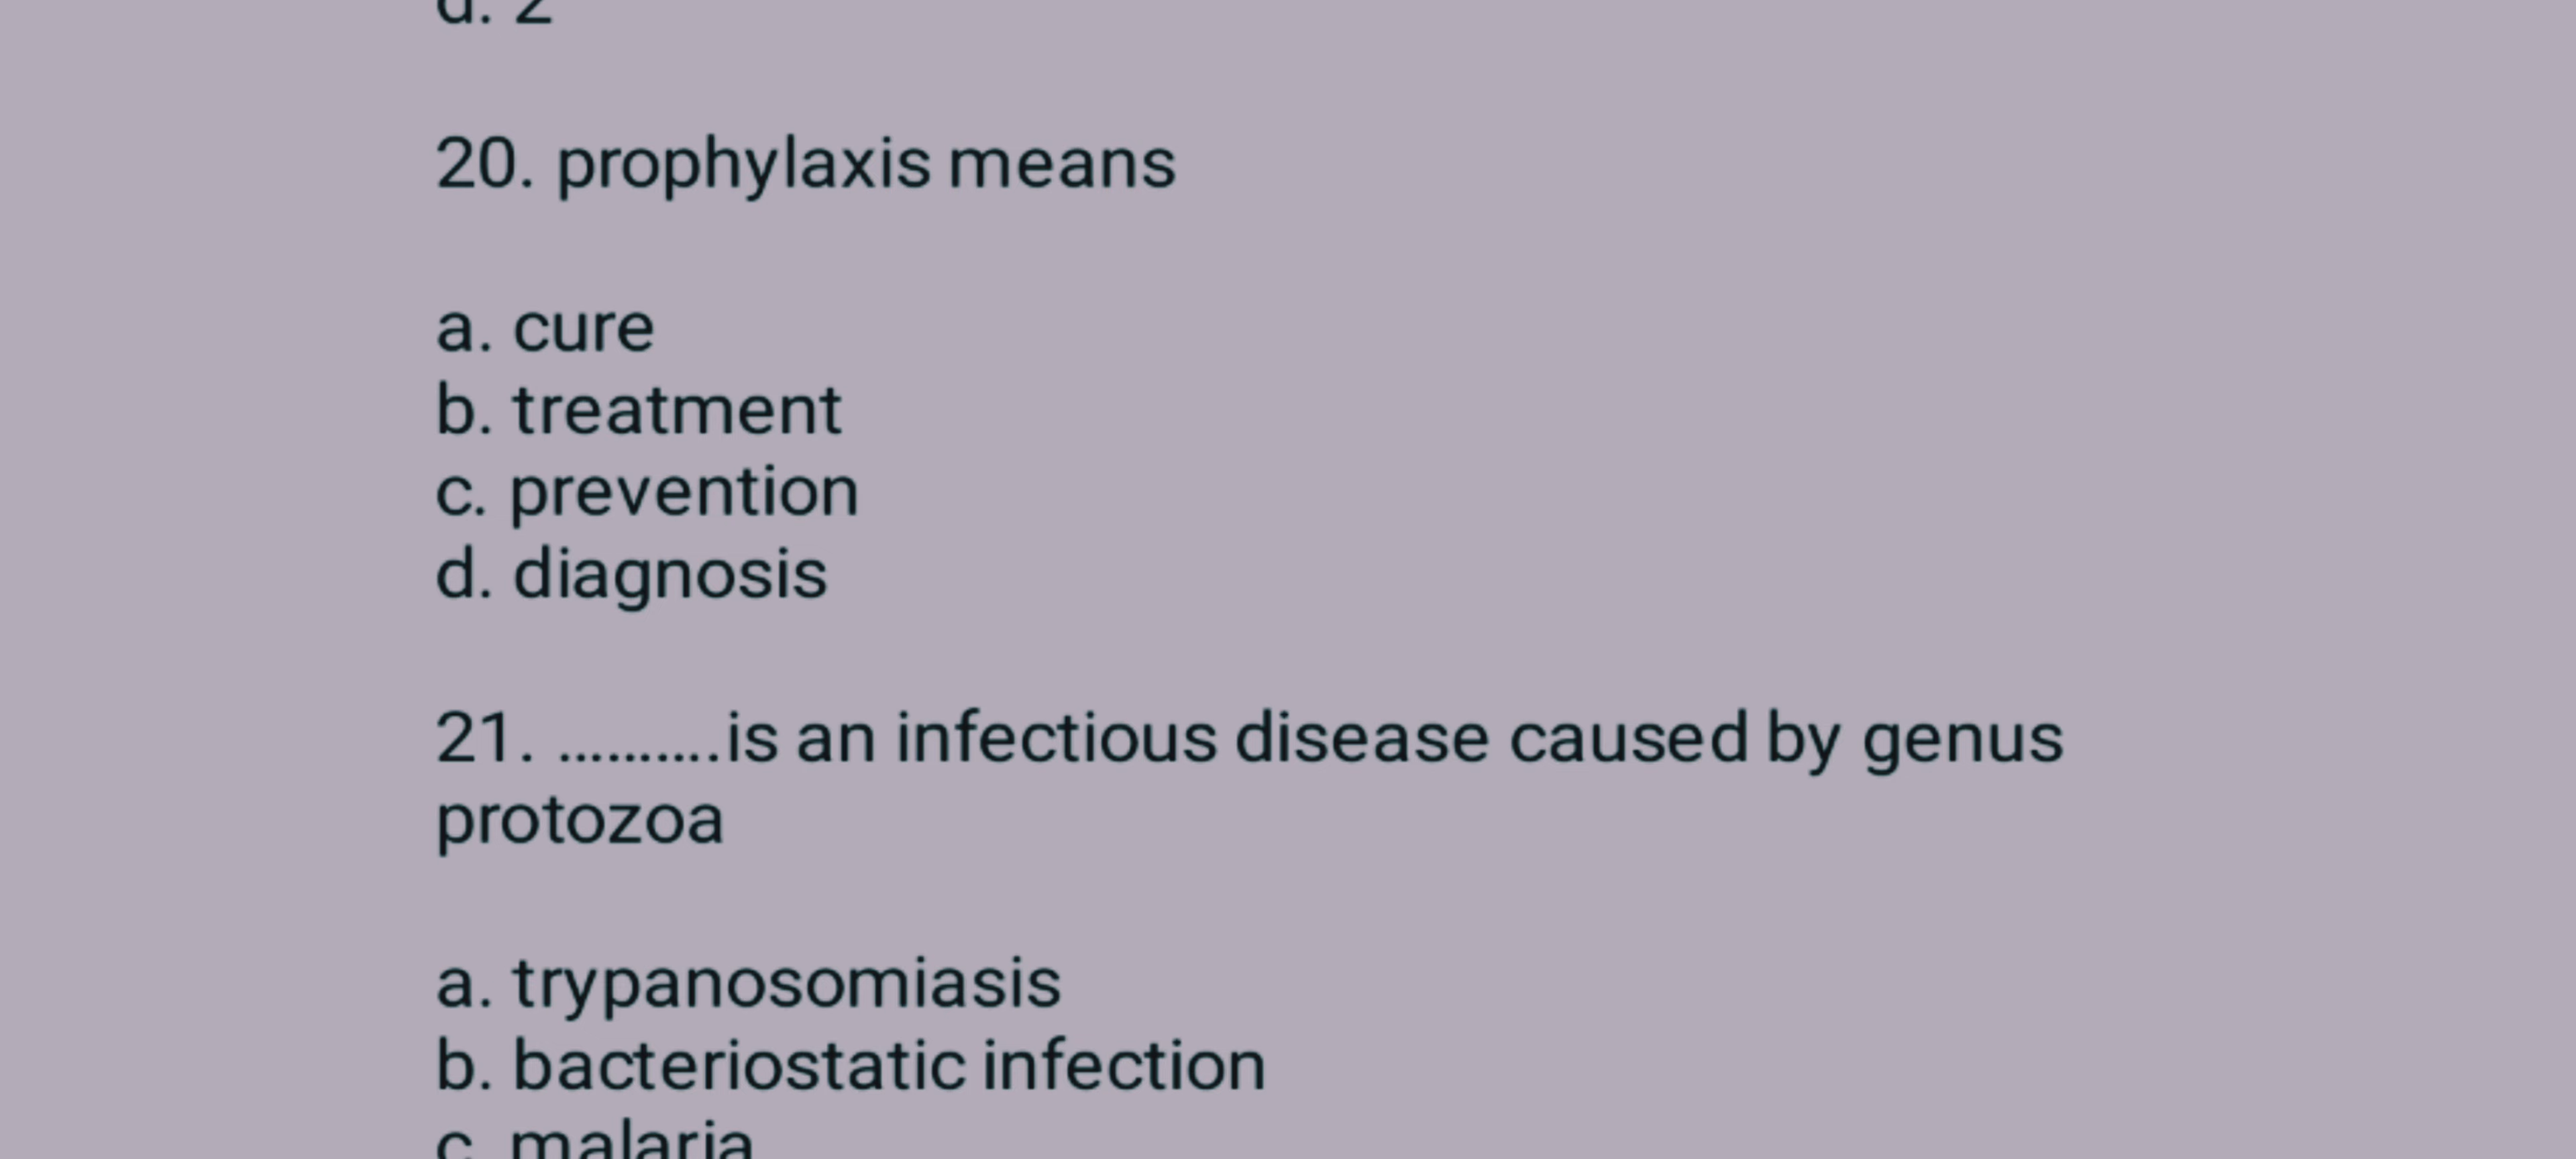 d. 2
20. prophylaxis means
a. cure
b. treatment
c. prevention
d. diagnosis
21. ..........is an infectious disease caused by genus
protozoa
a. trypanosomiasis
b. bacteriostatic infection
c. malaria